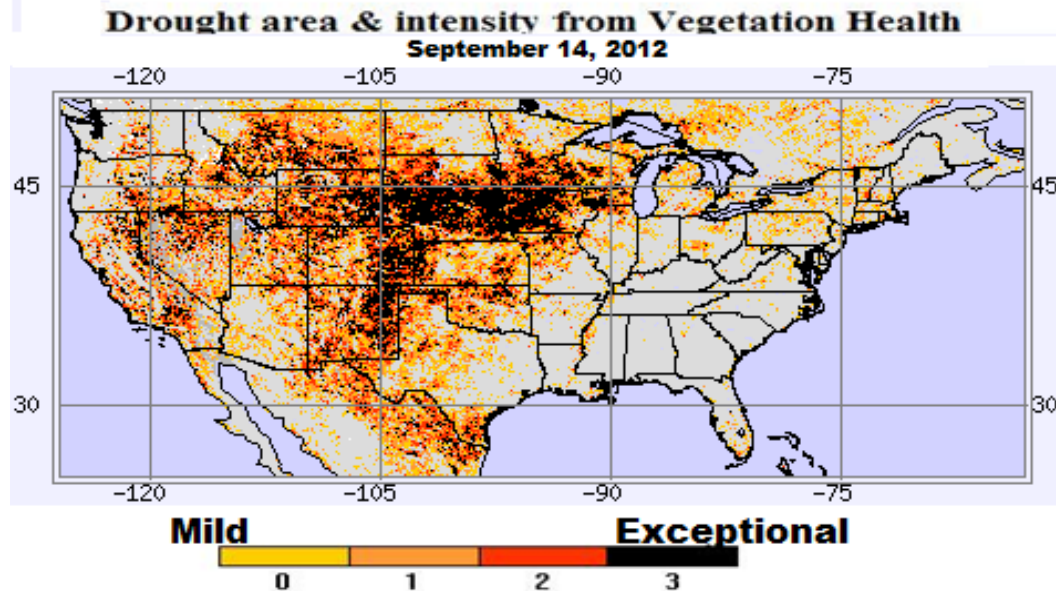 Drought area & intensity from Vegetation Health
September 14, 2012
-120 -105 -90 -75
45 45
30 30
-120 -105 -90 -75
Mild Exceptional
0 1 2 3